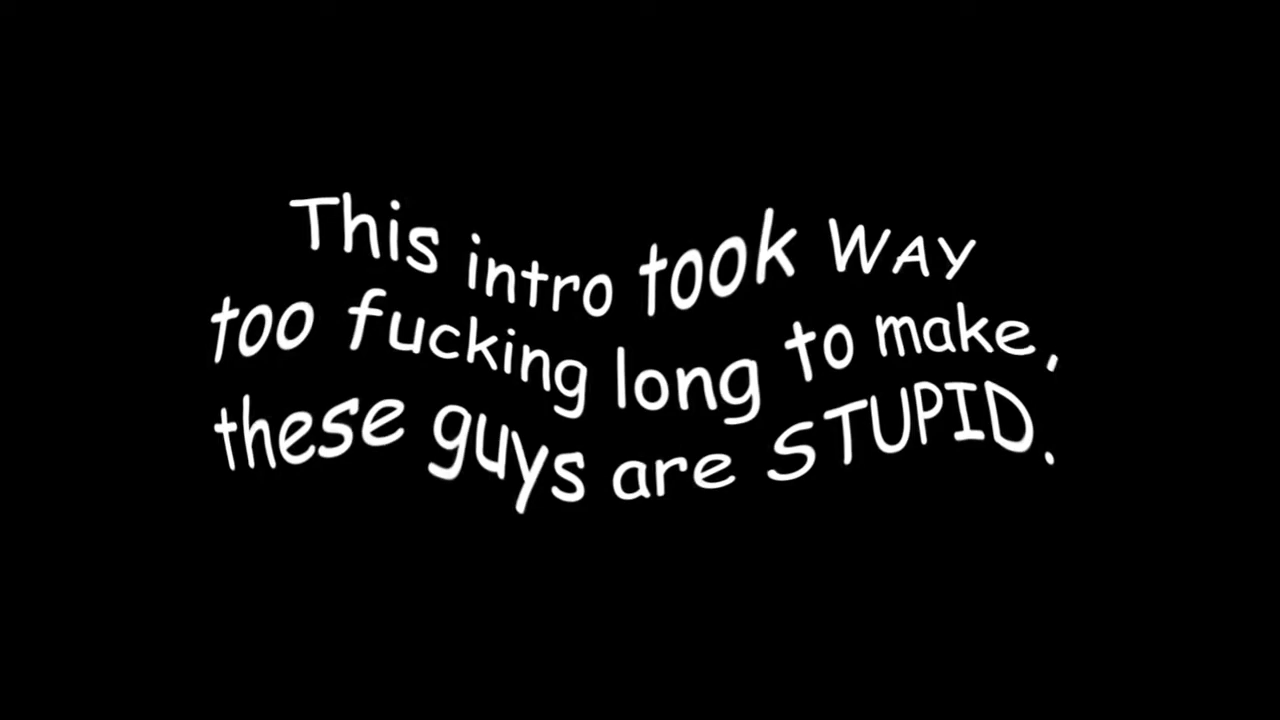 This intro took WAY
too fucking long to make,
these guys are STUPID.